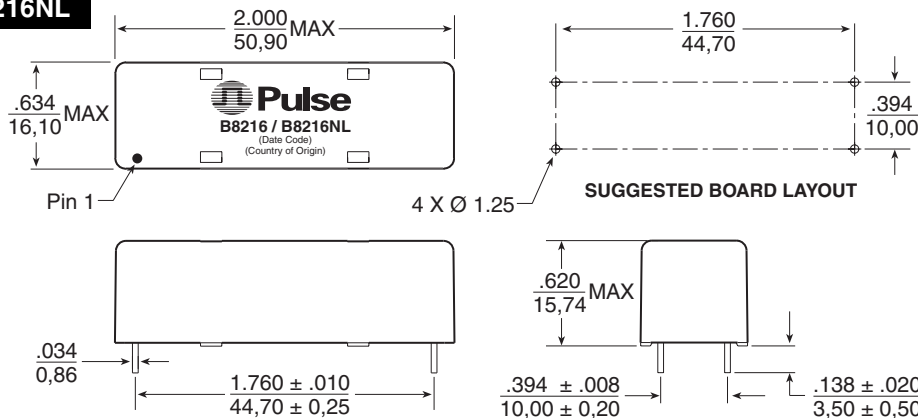 216NL
2.000
50,90
MAX
.634
16,10
MAX
Pulse
B8216 / B8216NL
(Date Code)
(Country of Origin)
Pin 1
1.760
44,70
.394
10,00
4 X Ø 1.25
SUGGESTED BOARD LAYOUT
.034
0,86
1.760 ± .010
44,70 ± 0,25
.620
15,74
MAX
.394 ± .008
10,00 ± 0,20
.138 ± .020
3,50 ± 0,50